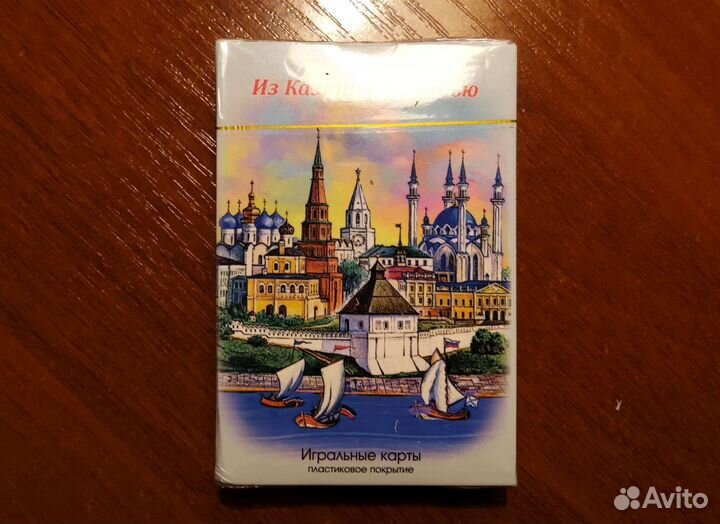 Из
Игральные карты
пластиковое покрытие
Avito